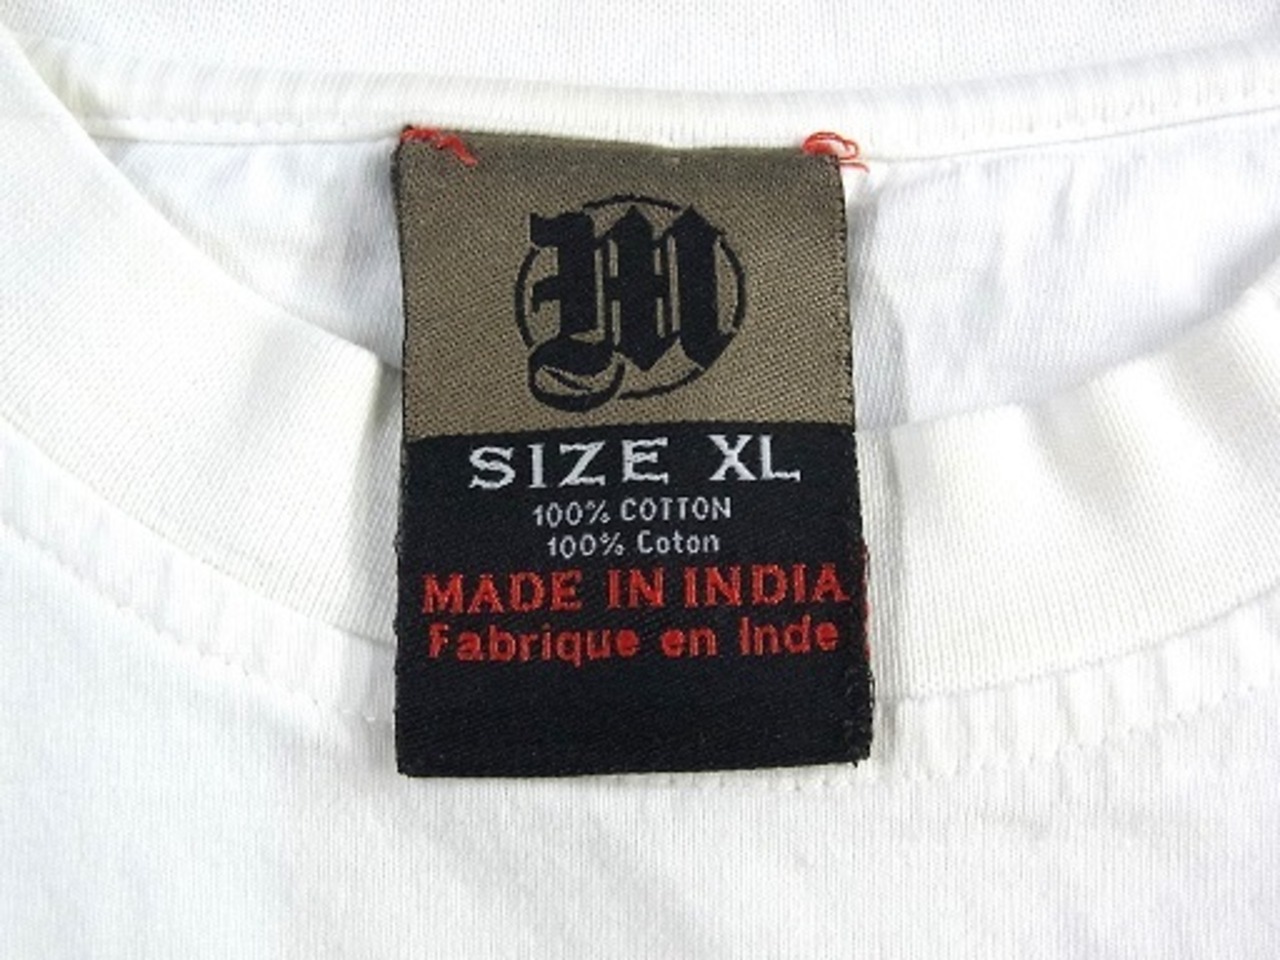 M
SIZE XL
100% COTTON
100% Coton
MADE IN INDIA
Fabrique en Inde